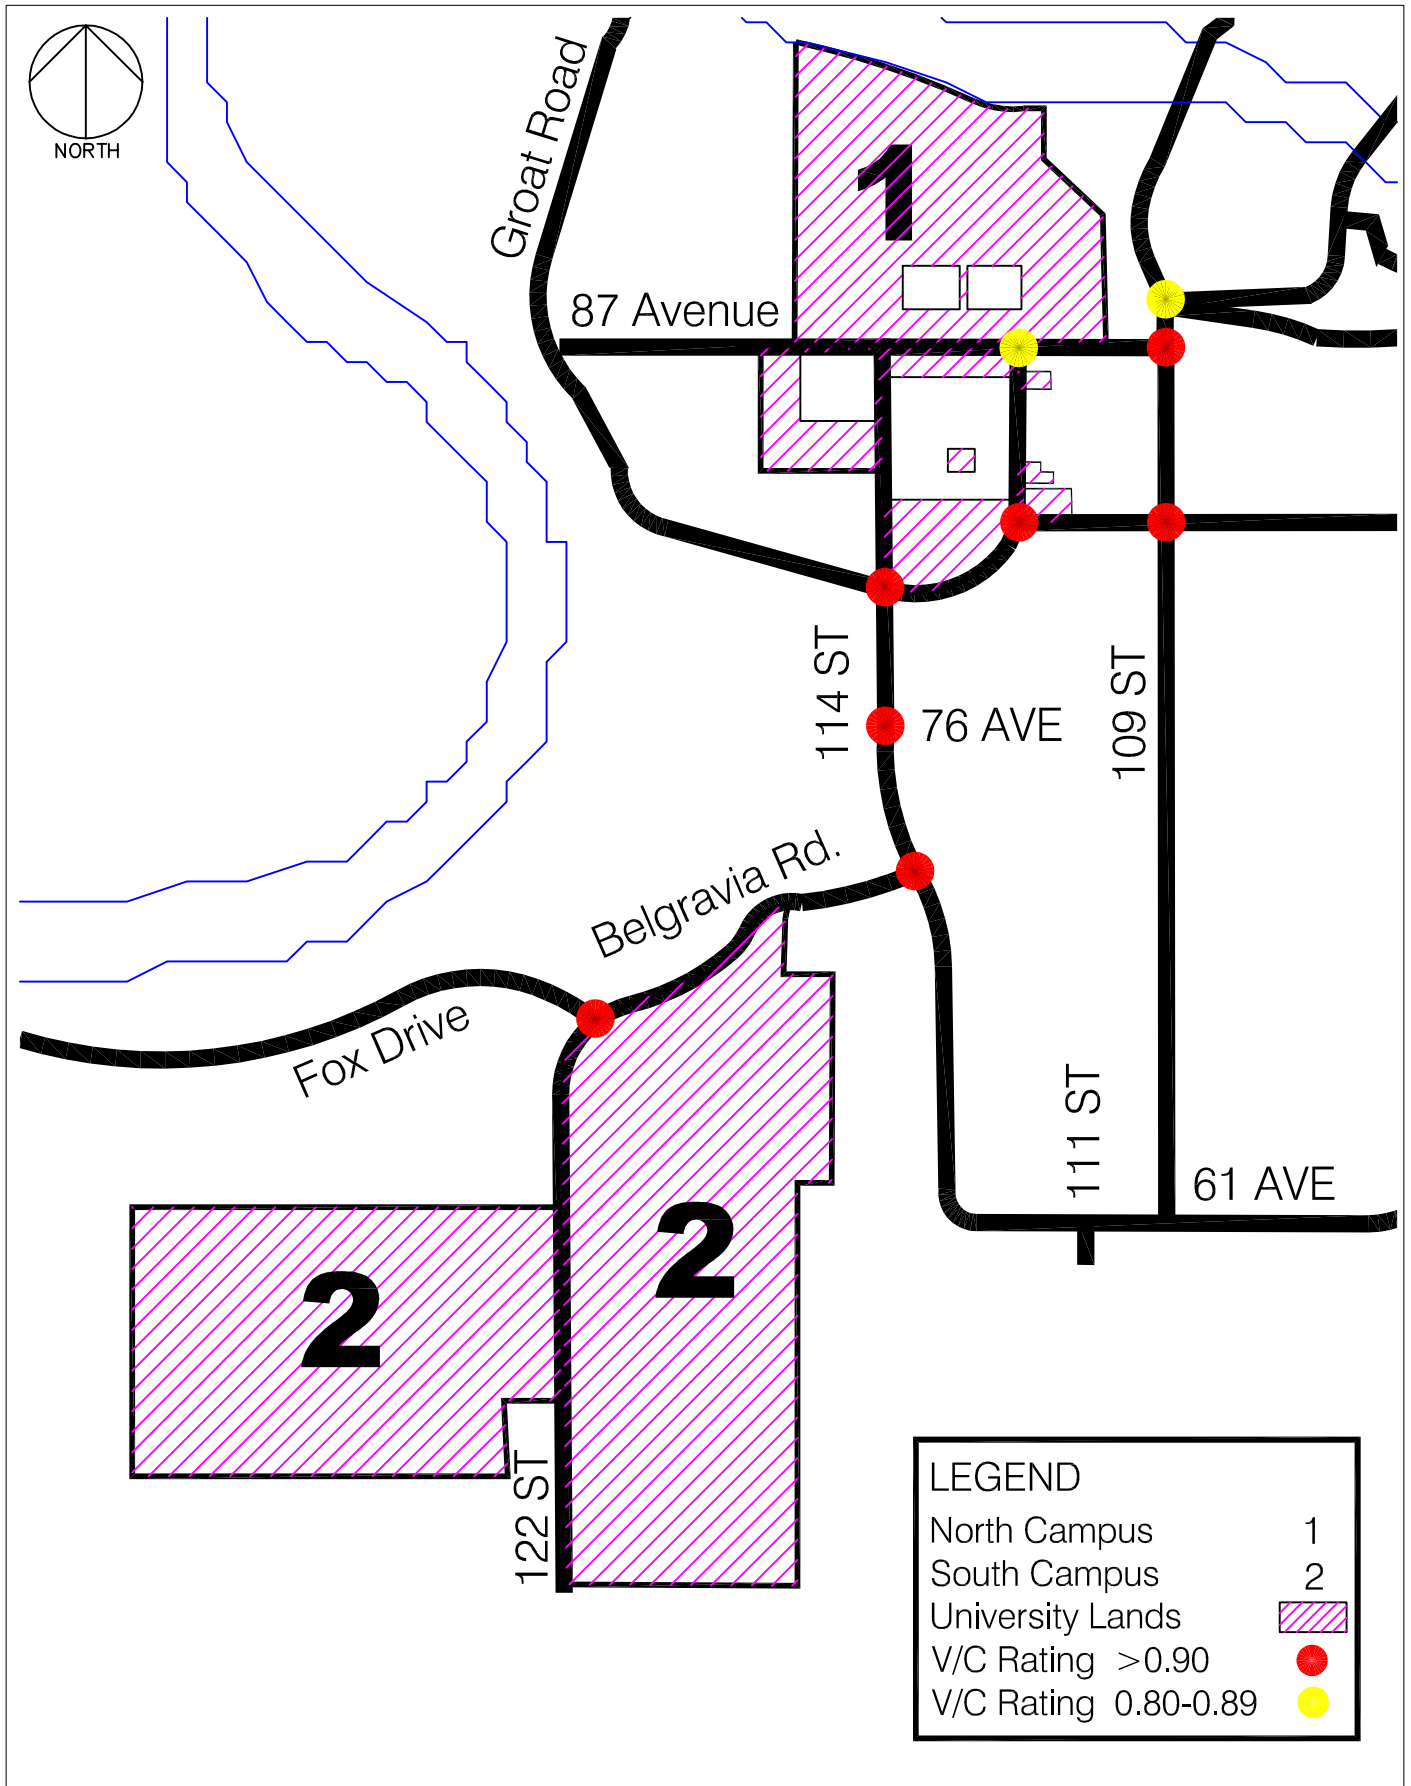 NORTH
Groat Road
1
87 Avenue
114 ST
76 AVE
109 ST
Belgravia Rd.
Fox Drive
111 ST
61 AVE
2
2
122 ST
LEGEND
North Campus 1
South Campus 2
University Lands
V/C Rating >0.90
V/C Rating 0.80-0.89